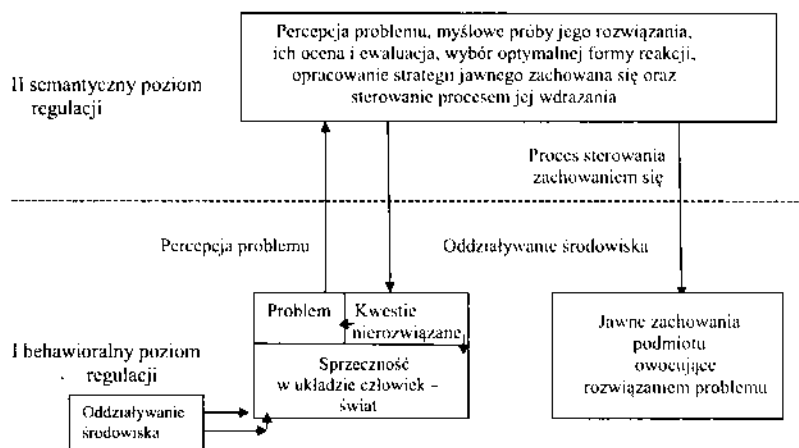 Percepcja problemu, myślowe próby jego rozwiązania,
ich ocena i ewaluacja, wybór optymalnej formy reakcji,
opracowanie strategii jawnego zachowana się oraz
sterowanie procesem jej wdrażania
II semantyczny poziom
regulacji
Proces sterowania
zachowaniem się
Percepcja problemu
Oddziaływanie środowiska
Problem
Kwestie
nierozwiązane
Sprzeczność
w układzie człowiek –
świat
Jawne zachowania
podmiotu
owocujące
rozwiązaniem problemu
I behawioralny poziom
regulacji
Oddziaływanie
środowiska